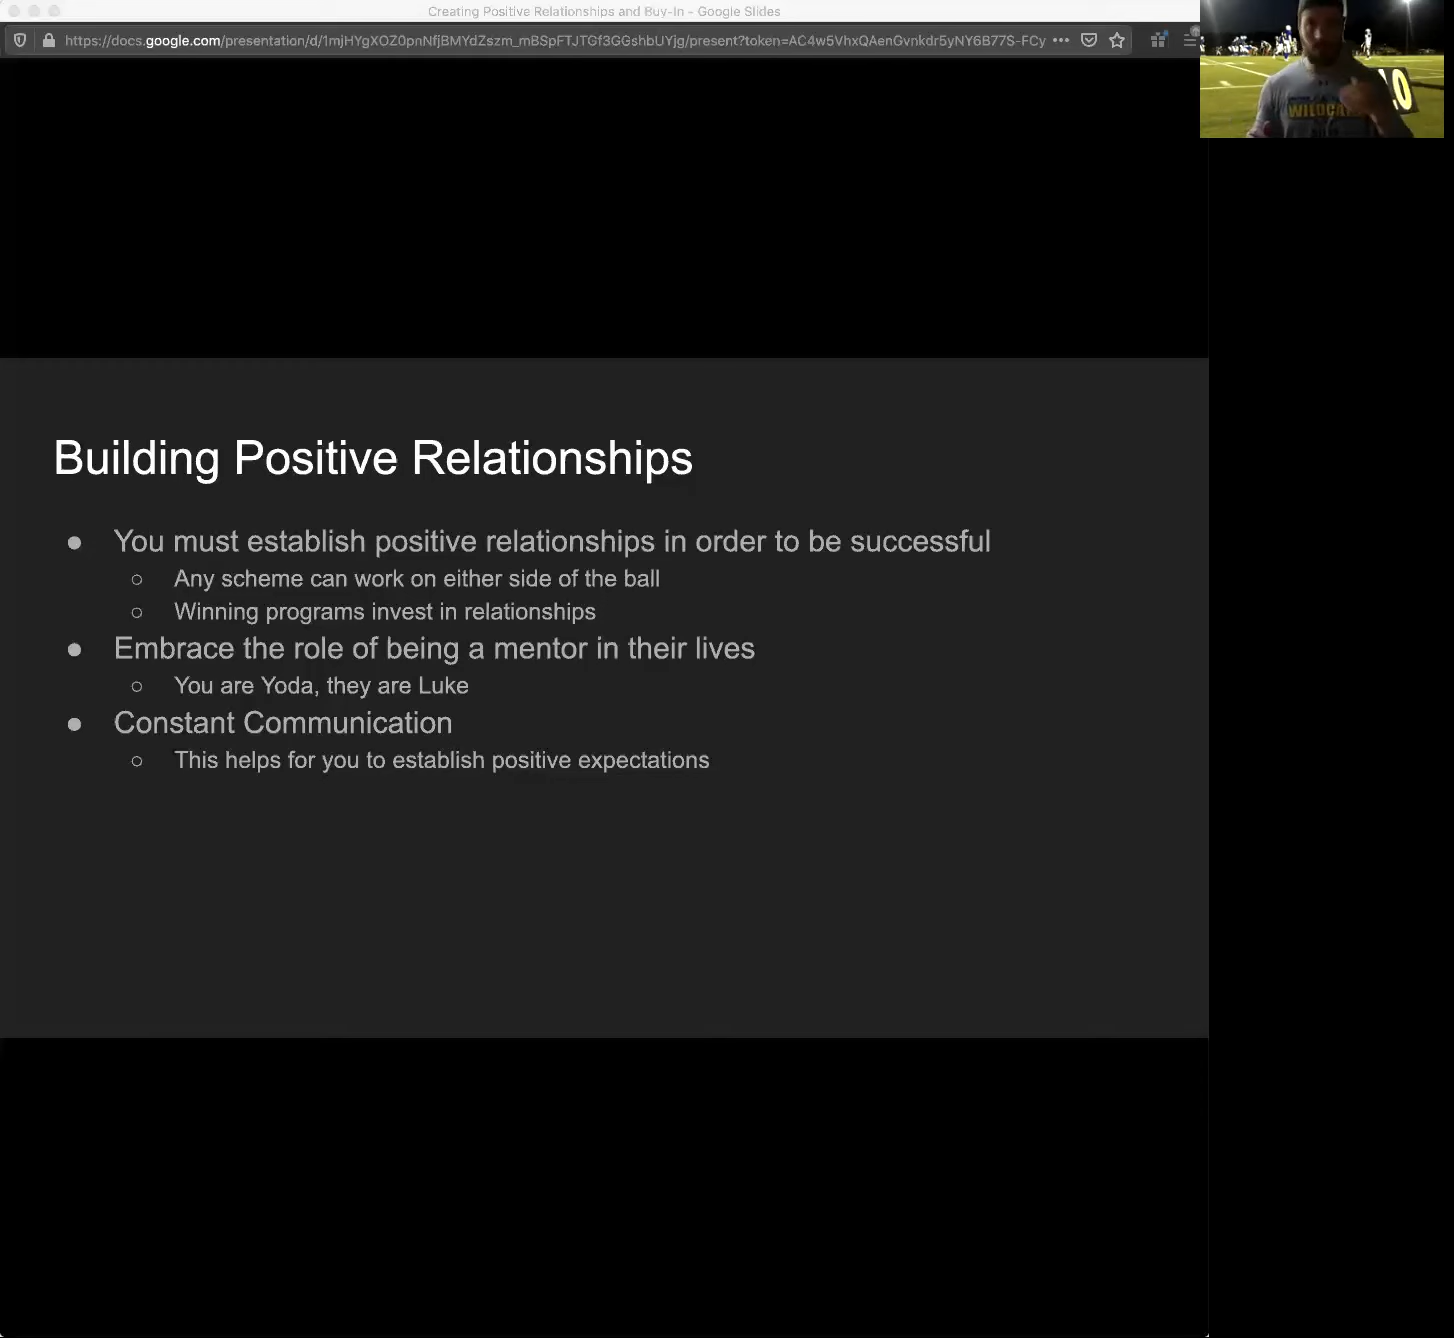 Creating Positive Relationships and Buy-In - Google Slides
https://docs.google.com/presentation/d/1mjHYgXOZ0pnNfjBMYdZszm_mBSpFTJTGf3GGshbUYjg/present?token=AC4w5VhxQAenGvnkdr5yNY6B77S-FCy
Building Positive Relationships
● You must establish positive relationships in order to be successful
○ Any scheme can work on either side of the ball
○ Winning programs invest in relationships
● Embrace the role of being a mentor in their lives
○ You are Yoda, they are Luke
● Constant Communication
○ This helps for you to establish positive expectations